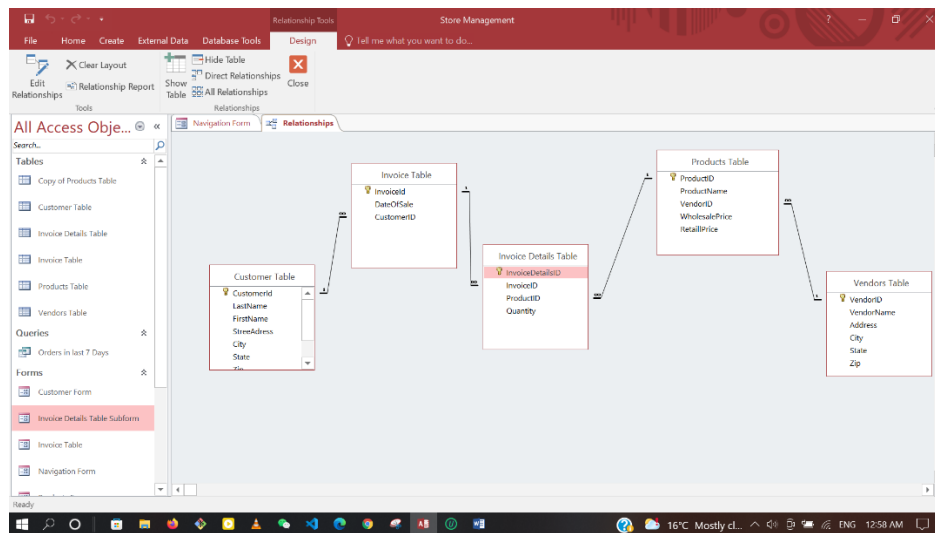 Relationship Tools
Store Management
?
File Home Create External Data Database Tools Design Tell me what you want to do...
Edit Relationships
Clear Layout
Relationship Report
Tools
Show Table
Hide Table
Direct Relationships
All Relationships
Relationships
Close
All Access Obje...
Search...
Tables
Copy of Products Table
Customer Table
Invoice Details Table
Invoice Table
Products Table
Vendors Table
Queries
Orders in last 7 Days
Forms
Customer Form
Invoice Details Table Subform
Invoice Table
Navigation Form
Navigation Form
Relationships
Customer Table
CustomerId
LastName
FirstName
StreeAdress
City
State
Zip
Invoice Table
InvoiceId
DateOfSale
CustomerID
Invoice Details Table
InvoiceDetailsID
InvoiceID
ProductID
Quantity
Products Table
ProductID
ProductName
VendorID
WholesalePrice
RetaillPrice
Vendors Table
VendorID
VendorName
Address
City
State
Zip
Ready
16°C Mostly cl... ENG 12:58 AM